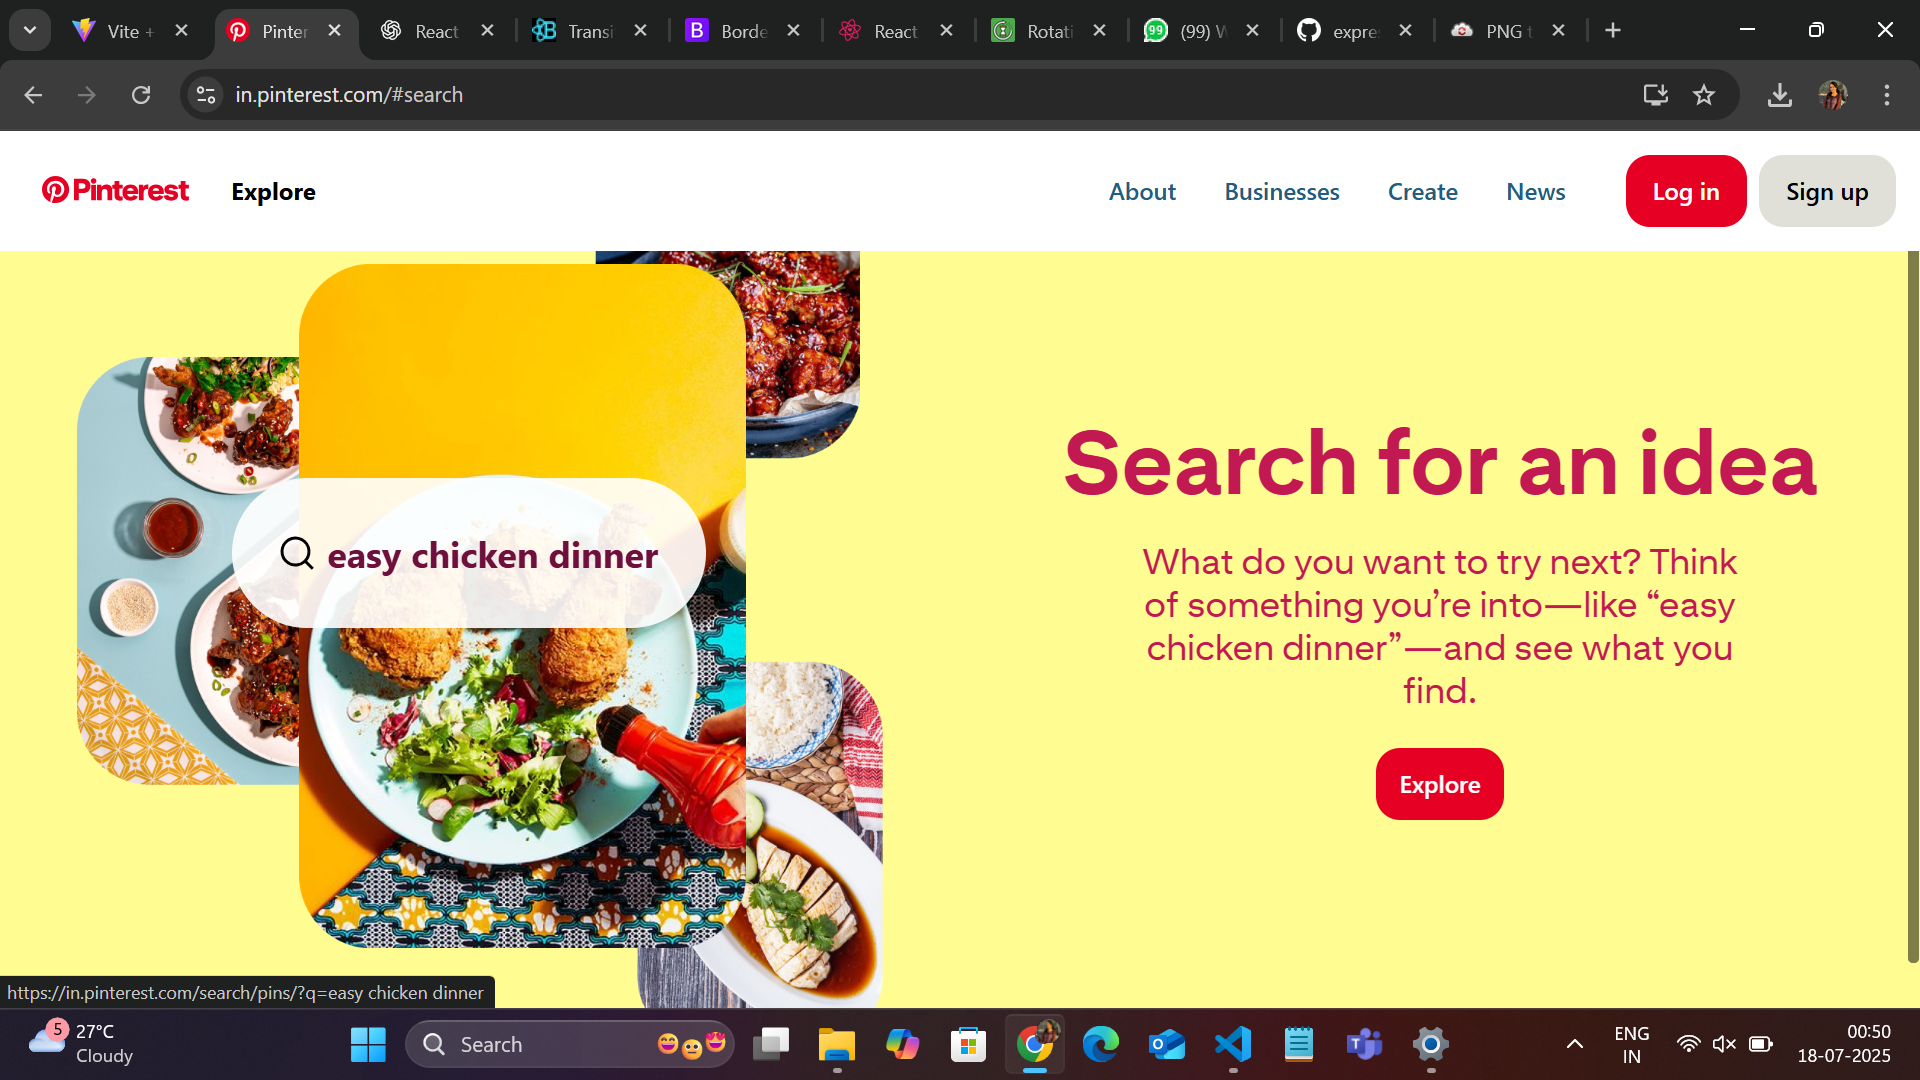 Vite +
Pinter
React
Transi
Borde
React
Rotati
99
(99) W
expres
PNG t
in.pinterest.com/#search
Pinterest
Explore
About
Businesses
Create
News
Log in
Sign up
easy chicken dinner
Search for an idea
What do you want to try next? Think
of something you’re into—like “easy
chicken dinner”—and see what you
find.
Explore
https://in.pinterest.com/search/pins/?q=easy chicken dinner
5
27°C
Cloudy
Search
ENG
IN
00:50
18-07-2025